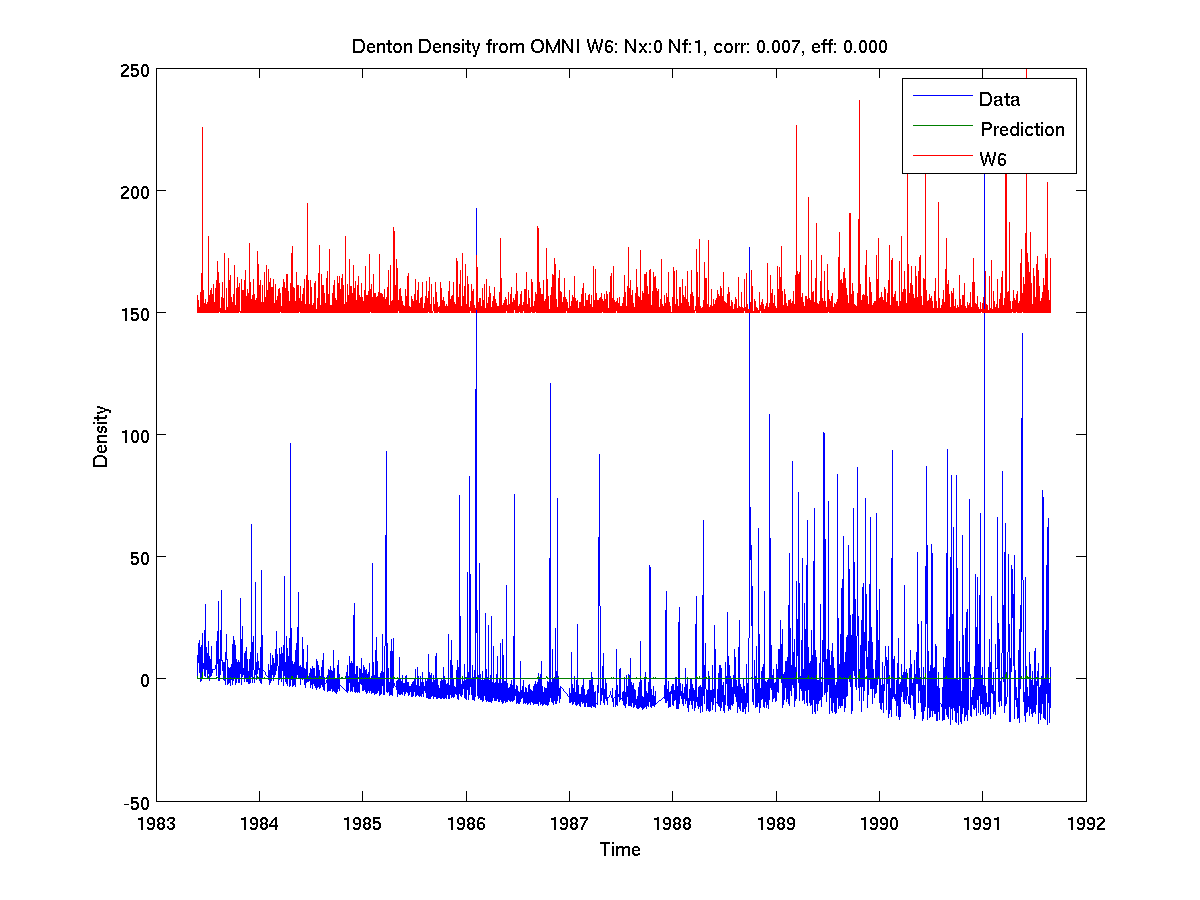 Denton Density from OMNI W6: Nx:0 Nf:1, corr: 0.007, eff: 0.000
250
200
150
100
50
0
-50
Density
Data
Prediction
W6
1983 1984 1985 1986 1987 1988 1989 1990 1991 1992
Time